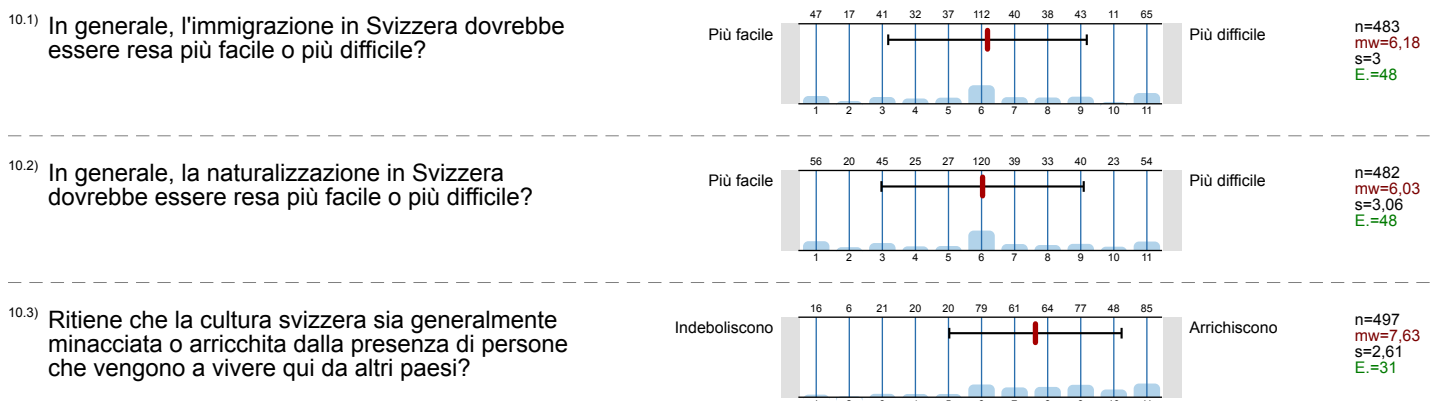 10.1) In generale, l'immigrazione in Svizzera dovrebbe
essere resa più facile o più difficile?
Più facile
47 17 41 32 37 112 40 38 43 11 65
1 2 3 4 5 6 7 8 9 10 11
Più difficile
n=483
mw=6,18
s=3
E.=48
10.2) In generale, la naturalizzazione in Svizzera
dovrebbe essere resa più facile o più difficile?
Più facile
56 20 45 25 27 120 39 33 40 23 54
1 2 3 4 5 6 7 8 9 10 11
Più difficile
n=482
mw=6,03
s=3,06
E.=48
10.3) Ritiene che la cultura svizzera sia generalmente
minacciata o arricchita dalla presenza di persone
che vengono a vivere qui da altri paesi?
Indeboliscono
16 6 21 20 20 79 61 64 77 48 85
Arrichiscono
n=497
mw=7,63
s=2,61
E.=31